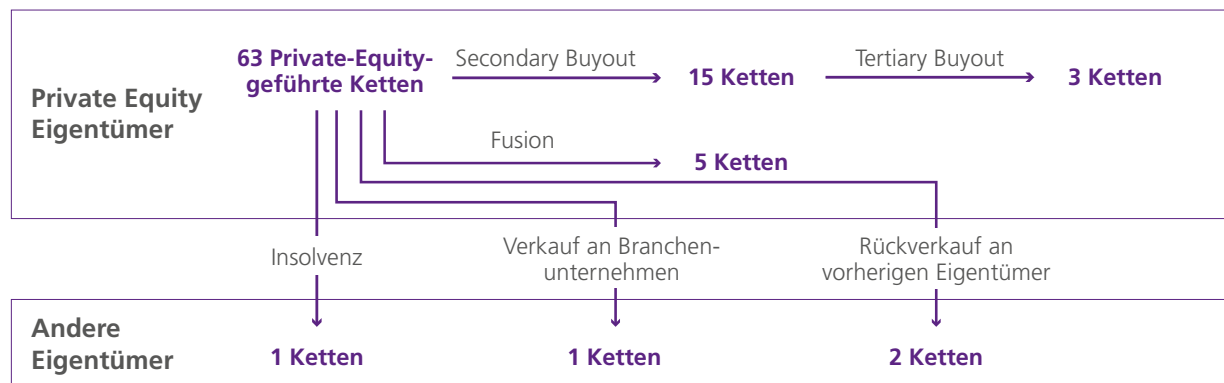 Private Equity
Eigentümer
63 Private-Equity-
geführte Ketten
Secondary Buyout
15 Ketten
Tertiary Buyout
3 Ketten
Fusion
5 Ketten
Insolvenz
Verkauf an Branchen-
unternehmen
Rückverkauf an
vorherigen Eigentümer
Andere
Eigentümer
1 Ketten
1 Ketten
2 Ketten